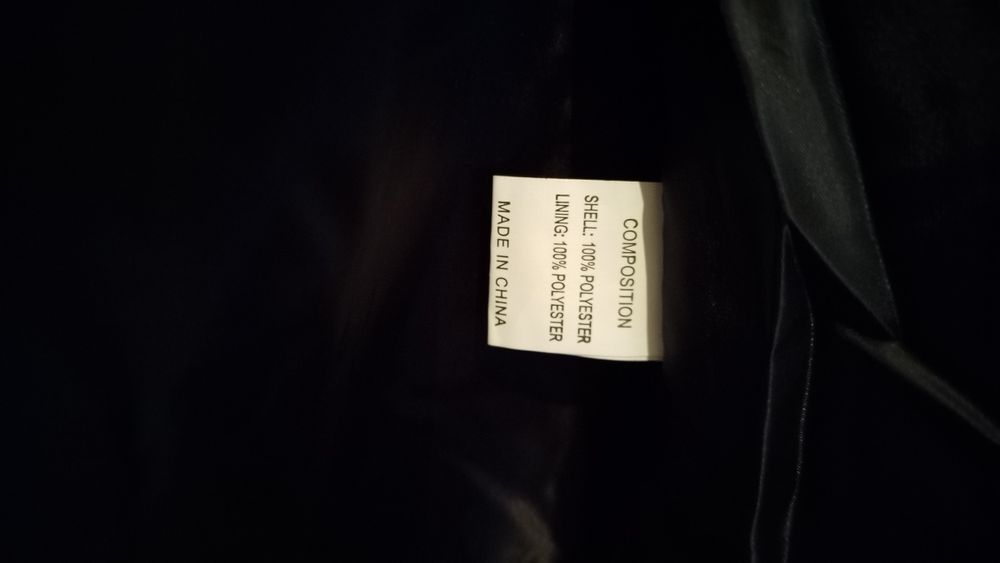 COMPOSITION
SHELL: 100% POLYESTER
LINING: 100% POLYESTER
MADE IN CHINA